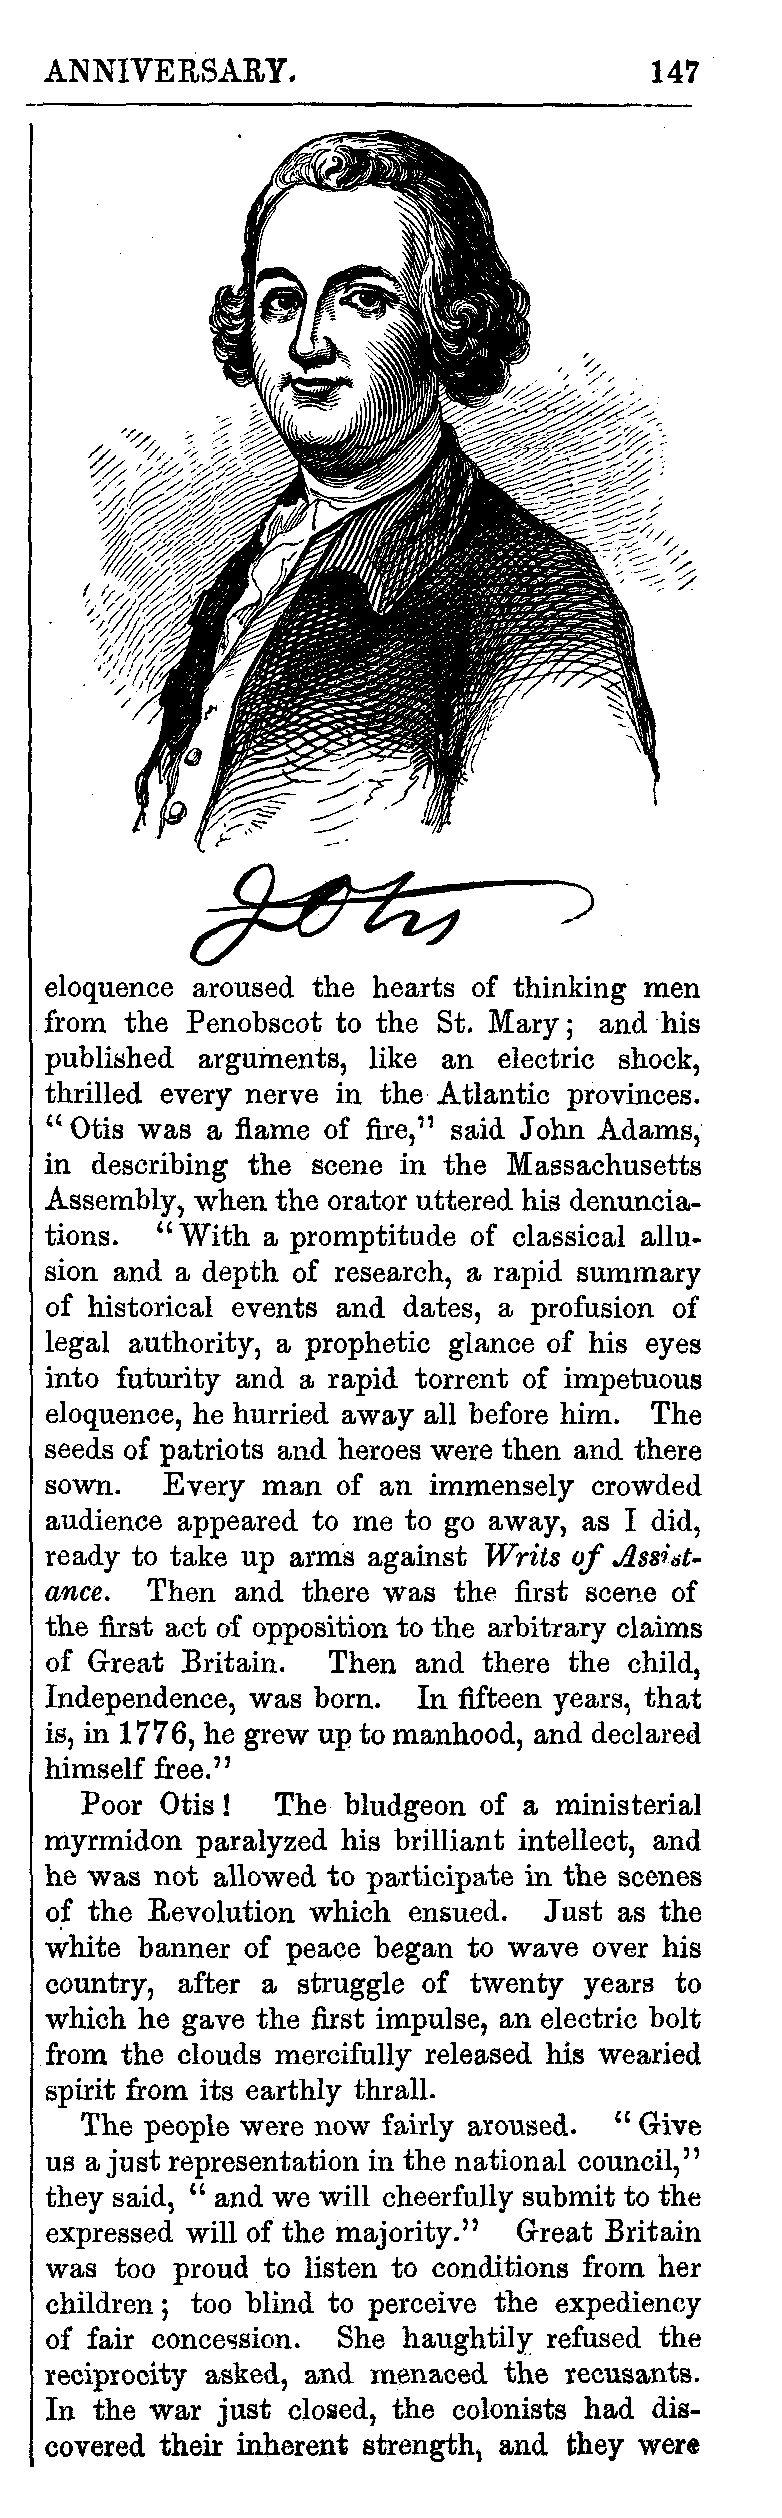 ANNIVERSARY. 147
J Otis
eloquence aroused the hearts of thinking men
from the Penobscot to the St. Mary; and his
published arguments, like an electric shock,
thrilled every nerve in the Atlantic provinces.
"Otis was a flame of fire," said John Adams,
in describing the scene in the Massachusetts
Assembly, when the orator uttered his denuncia-
tions. "With a promptitude of classical allu-
sion and a depth of research, a rapid summary
of historical events and dates, a profusion of
legal authority, a prophetic glance of his eyes
into futurity and a rapid torrent of impetuous
eloquence, he hurried away all before him. The
seeds of patriots and heroes were then and there
sown. Every man of an immensely crowded
audience appeared to me to go away, as I did,
ready to take up arms against Writs of Assist-
ance. Then and there was the first scene of
the first act of opposition to the arbitrary claims
of Great Britain. Then and there the child,
Independence, was born. In fifteen years, that
is, in 1776, he grew up to manhood, and declared
himself free."
Poor Otis! The bludgeon of a ministerial
myrmidon paralyzed his brilliant intellect, and
he was not allowed to participate in the scenes
of the Revolution which ensued. Just as the
white banner of peace began to wave over his
country, after a struggle of twenty years to
which he gave the first impulse, an electric bolt
from the clouds mercifully released his wearied
spirit from its earthly thrall.
The people were now fairly aroused. "Give
us a just representation in the national council,"
they said, "and we will cheerfully submit to the
expressed will of the majority." Great Britain
was too proud to listen to conditions from her
children; too blind to perceive the expediency
of fair concession. She haughtily refused the
reciprocity asked, and menaced the recusants.
In the war just closed, the colonists had dis-
covered their inherent strength, and they were